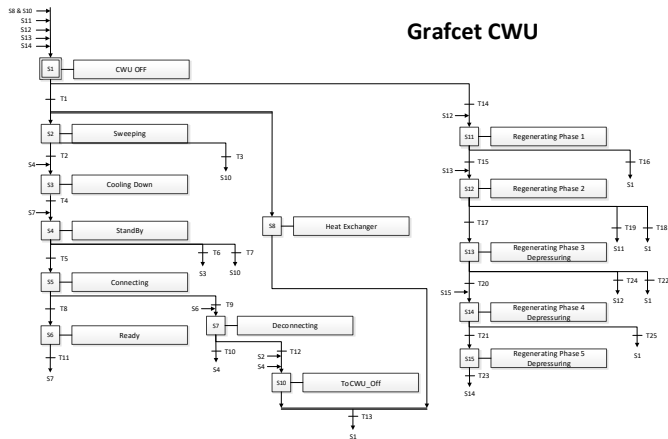 Grafcet CWU
S8 & S10
S11
S12
S13
S14
S1
CWU OFF
T1
T14
S12
S2
Sweeping
S11
Regenerating Phase 1
T2
T3
S4
S10
T15
T16
S13
S1
S3
Cooling Down
S12
Regenerating Phase 2
T4
S7
S4
StandBy
S8
Heat Exchanger
T17
T19
T18
S11
S1
T5
T6
T7
S3
S10
S13
Regenerating Phase 3
Depressuring
S5
Connecting
T20
T24
T22
S15
S12
S1
T8
T9
S6
S14
Regenerating Phase 4
Depressuring
S6
Ready
S7
Deconnecting
T21
T25
S1
T11
S7
T10
S4
T12
S2
S4
S15
Regenerating Phase 5
Depressuring
S10
ToCWU_Off
T23
S14
T13
S1